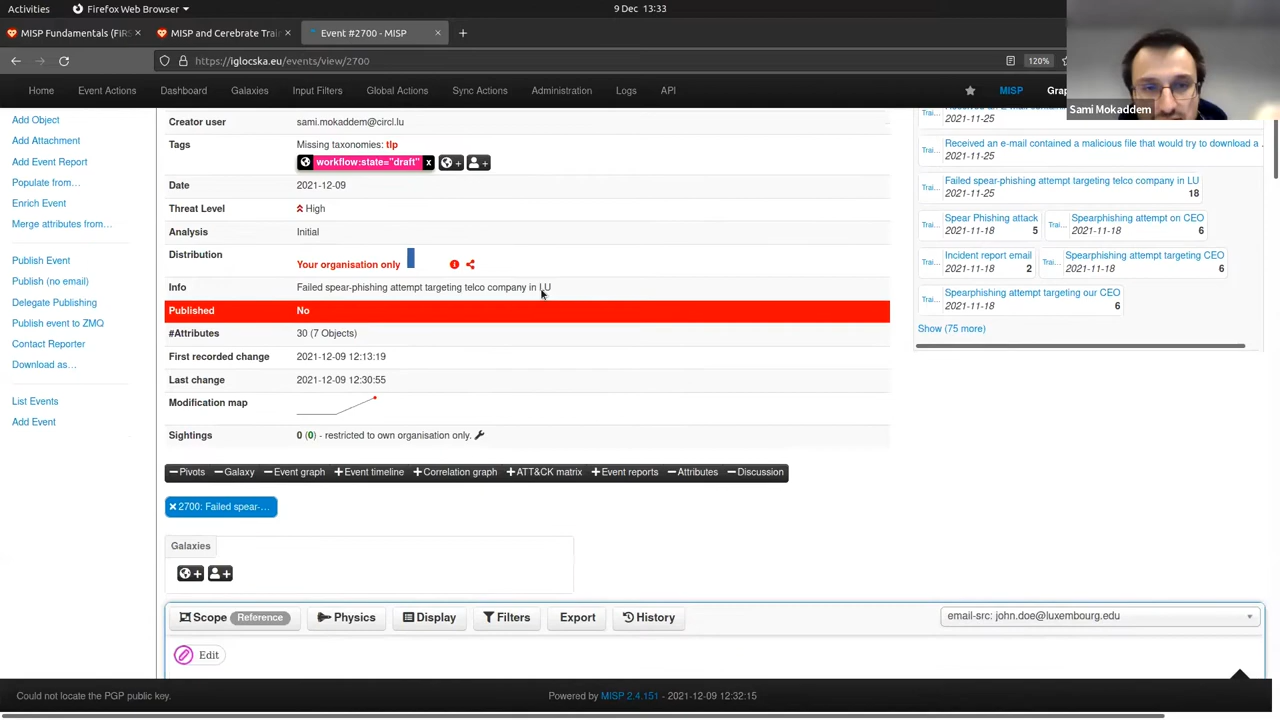 Activities
Firefox Web Browser
9 Dec 13:33
MISP Fundamentals (FIRS
MISP and Cerebrate Trai
Event #2700 - MISP
https://iglocska.eu/events/view/2700
120%
Home
Event Actions
Dashboard
Galaxies
Input Filters
Global Actions
Sync Actions
Administration
Logs
API
MISP
Sami Mokaddem
Add Object
Add Attachment
Add Event Report
Populate from…
Enrich Event
Merge attributes from…
Publish Event
Publish (no email)
Delegate Publishing
Publish event to ZMQ
Contact Reporter
Download as…
List Events
Add Event
Creator user
sami.mokaddem@circl.lu
Tags
Missing taxonomies: tlp
workflow:state="draft" x
Date
2021-12-09
Threat Level
High
Analysis
Initial
Distribution
Your organisation only
Info
Failed spear-phishing attempt targeting telco company in LU
Published
No
#Attributes
30 (7 Objects)
First recorded change
2021-12-09 12:13:19
Last change
2021-12-09 12:30:55
Modification map
Sightings
0 (0) - restricted to own organisation only.
Trai…
2021-11-25
Trai… Received an e-mail contained a malicious file that would try to download a .
2021-11-25
Trai… Failed spear-phishing attempt targeting telco company in LU
2021-11-25 18
Trai… Spear Phishing attack
2021-11-18 5
Trai… Spearphishing attempt on CEO
2021-11-18 6
Trai… Incident report email
2021-11-18 2
Trai… Spearphishing attempt targeting CEO
2021-11-18 6
Trai… Spearphishing attempt targeting our CEO
2021-11-18 6
Show (75 more)
Pivots
Galaxy
Event graph
Event timeline
Correlation graph
ATT&CK matrix
Event reports
Attributes
Discussion
2700: Failed spear-…
Galaxies
Scope Reference
Physics
Display
Filters
Export
History
email-src: john.doe@luxembourg.edu
Edit
Could not locate the PGP public key.
Powered by MISP 2.4.151 - 2021-12-09 12:32:15